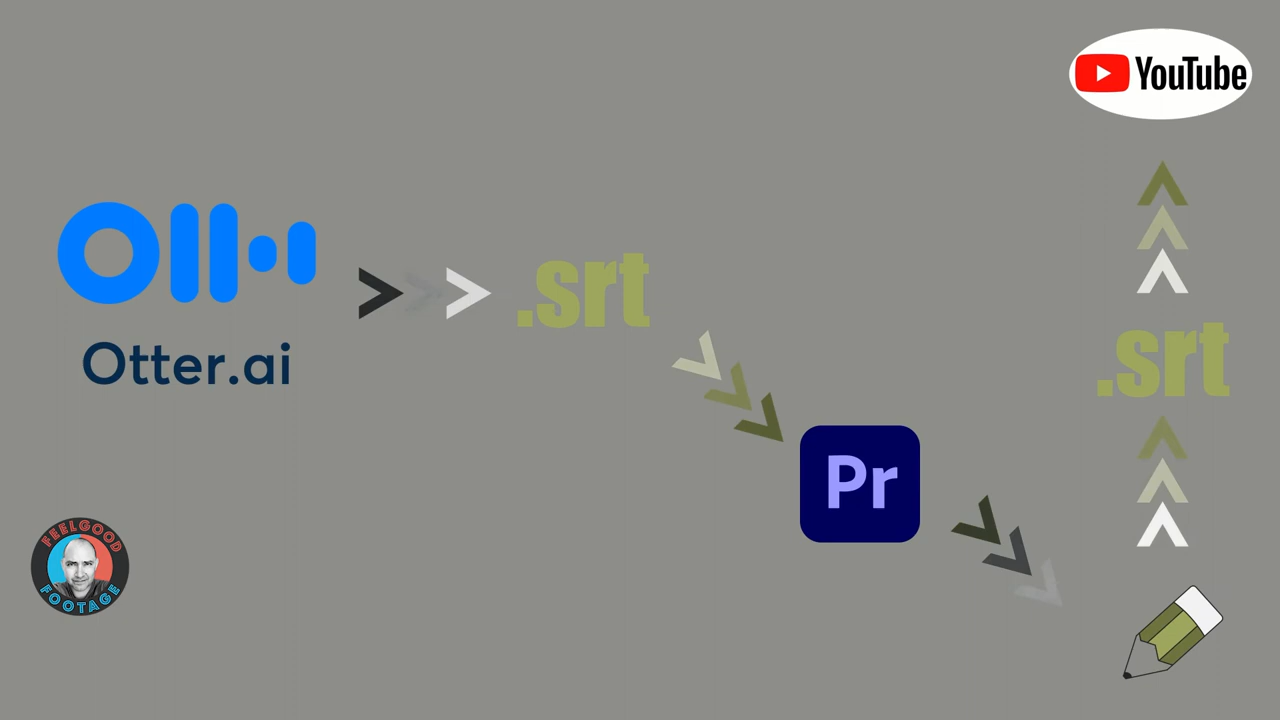 YouTube
Otter.ai
.srt
.srt
Pr
FEELGOOD
FOOTAGE